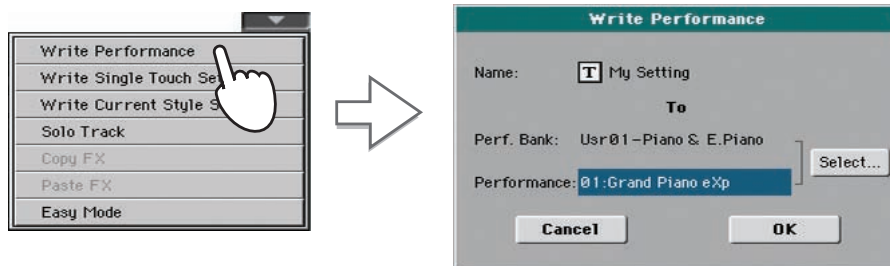 Write Performance
Write Single Touch Se
Write Current Style S
Solo Track
Copy FX
Paste FX
Easy Mode
Write Performance
Name: T My Setting
To
Perf. Bank: Usr01-Piano & E.Piano
Select...
Performance: 01:Grand Piano eXp
Cancel OK